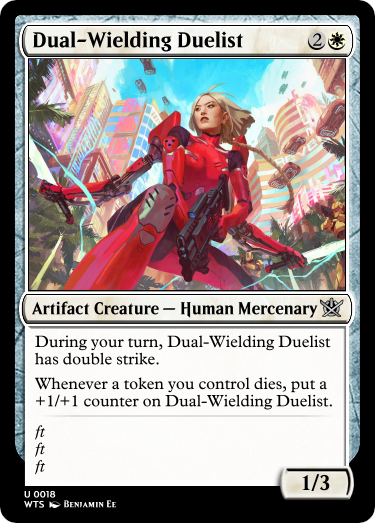 Dual-Wielding Duelist 2
Artifact Creature — Human Mercenary
During your turn, Dual-Wielding Duelist
has double strike.
Whenever a token you control dies, put a
+1/+1 counter on Dual-Wielding Duelist.
ft
ft
ft
1/3
U 0018
WTS Benjamin Ee